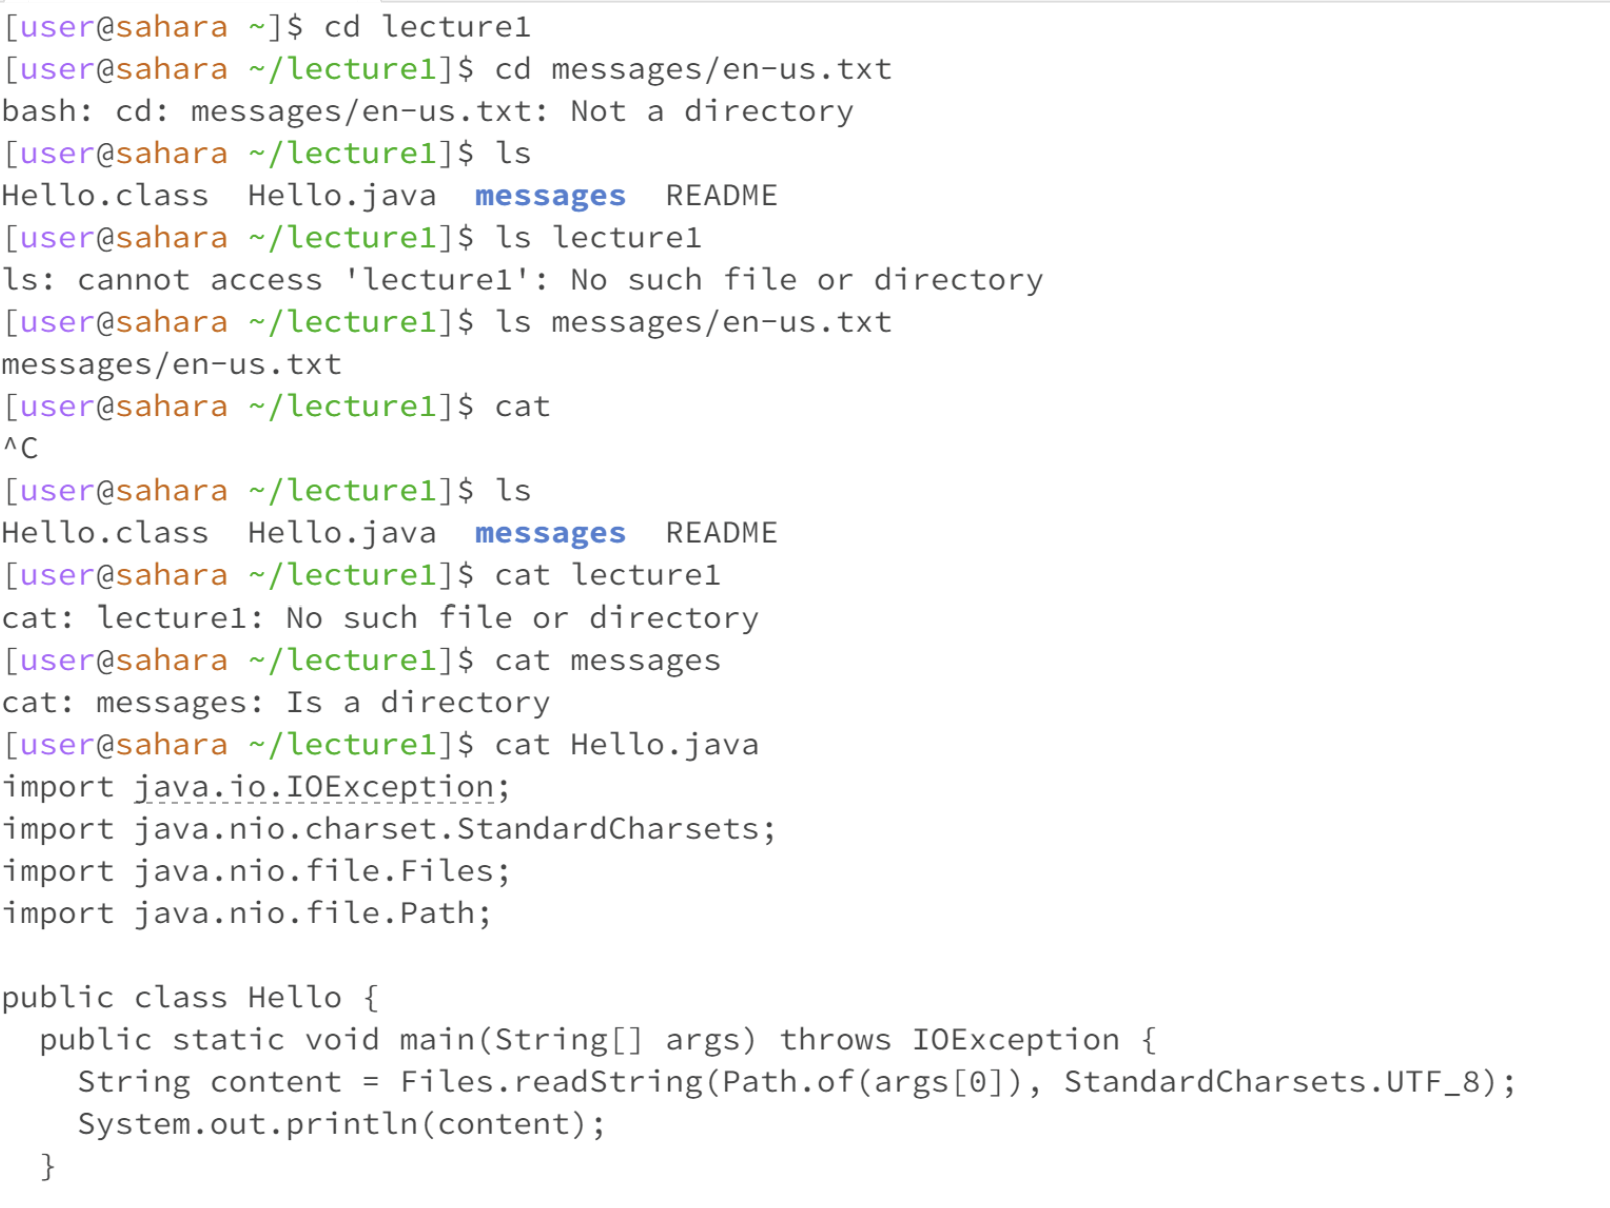 [user@sahara ~]$ cd lecture1
[user@sahara ~/lecture1]$ cd messages/en-us.txt
bash: cd: messages/en-us.txt: Not a directory
[user@sahara ~/lecture1]$ ls
Hello.class  Hello.java  messages  README
[user@sahara ~/lecture1]$ ls lecture1
ls: cannot access 'lecture1': No such file or directory
[user@sahara ~/lecture1]$ ls messages/en-us.txt
messages/en-us.txt
[user@sahara ~/lecture1]$ cat
^C
[user@sahara ~/lecture1]$ ls
Hello.class  Hello.java  messages  README
[user@sahara ~/lecture1]$ cat lecture1
cat: lecture1: No such file or directory
[user@sahara ~/lecture1]$ cat messages
cat: messages: Is a directory
[user@sahara ~/lecture1]$ cat Hello.java
import java.io.IOException;
import java.nio.charset.StandardCharsets;
import java.nio.file.Files;
import java.nio.file.Path;

public class Hello {
  public static void main(String[] args) throws IOException {
    String content = Files.readString(Path.of(args[0]), StandardCharsets.UTF_8);
    System.out.println(content);
  }